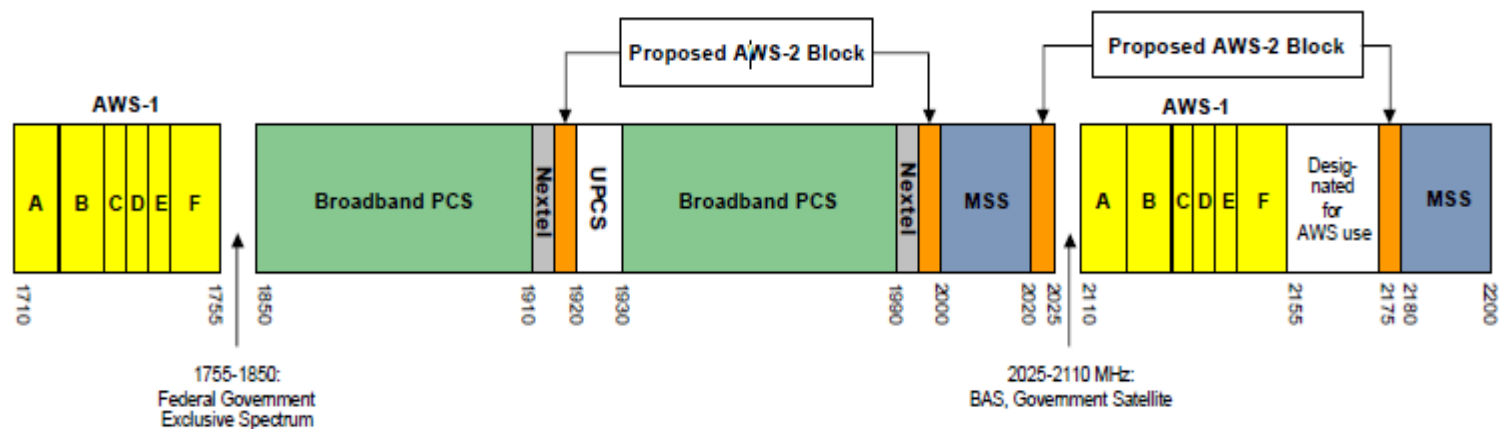 Proposed AWS-2 Block
Proposed AWS-2 Block
AWS-1
AWS-1
A
B
C
D
E
F
Broadband PCS
Nextel
UPCS
Broadband PCS
Nextel
MSS
A
B
C
D
E
F
Desig-
nated
for
AWS use
MSS
1710
1755
1850
1910
1920
1930
1990
2000
2020
2025
2110
2155
2175
2180
2200
1755-1850:
Federal Government
Exclusive Spectrum
2025-2110 MHz:
BAS, Government Satellite